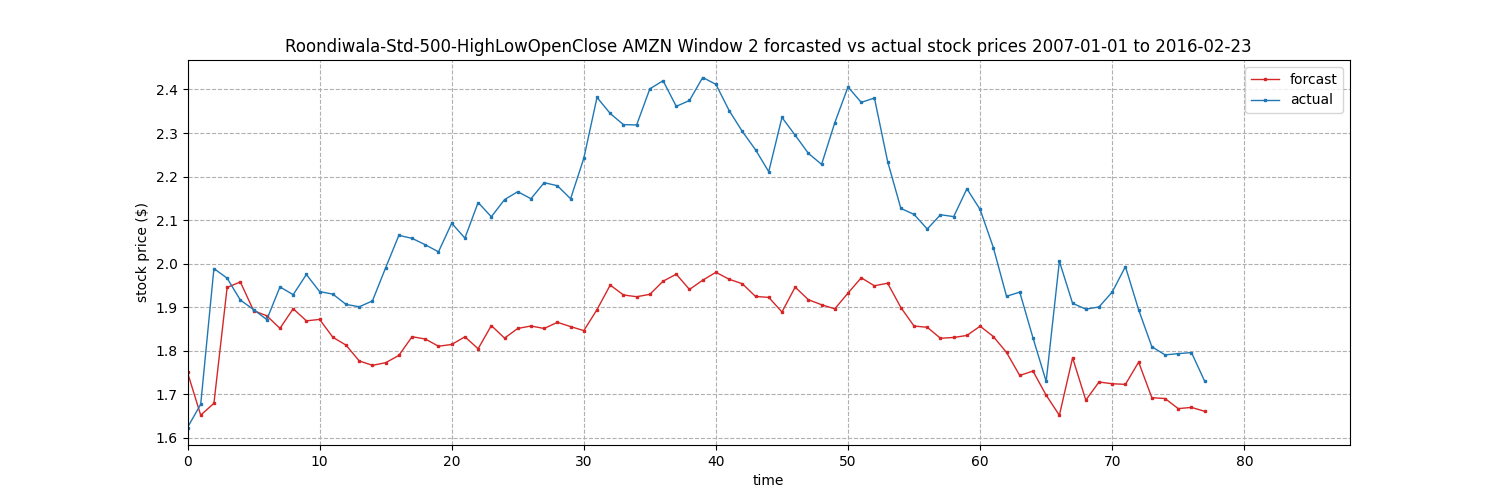 Roondiwala-Std-500-HighLowOpenClose AMZN Window 2 forcasted vs actual stock prices 2007-01-01 to 2016-02-23
forcast
actual
2.4
2.3
2.2
2.1
2.0
1.9
1.8
1.7
1.6
stock price ($)
0 10 20 30 40 50 60 70 80
time